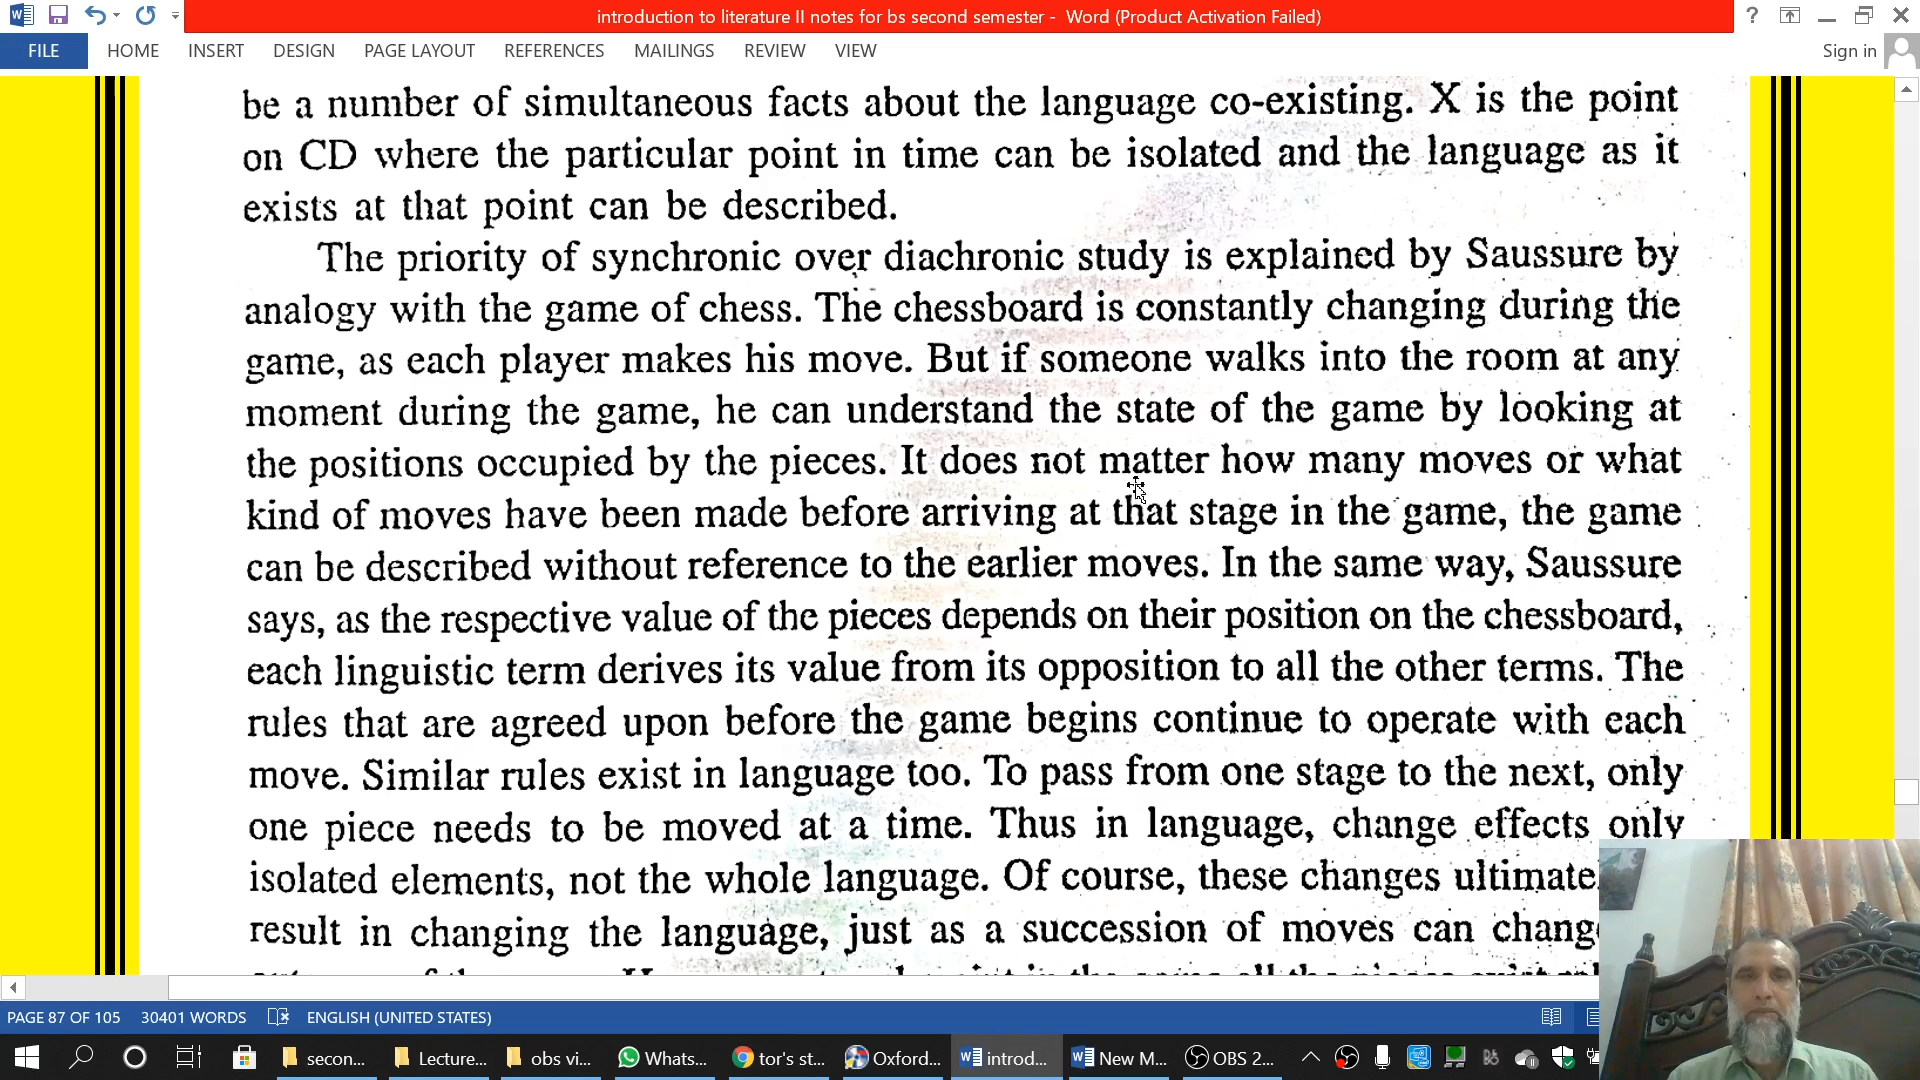 introduction to literature II notes for bs second semester - Word (Product Activation Failed)
FILE HOME INSERT DESIGN PAGE LAYOUT REFERENCES MAILINGS REVIEW VIEW Sign in
be a number of simultaneous facts about the language co-existing. X is the point
on CD where the particular point in time can be isolated and the language as it
exists at that point can be described.
The priority of synchronic over diachronic study is explained by Saussure by
analogy with the game of chess. The chessboard is constantly changing during the
game, as each player makes his move. But if someone walks into the room at any
moment during the game, he can understand the state of the game by looking at
the positions occupied by the pieces. It does not matter how many moves or what
kind of moves have been made before arriving at that stage in the game, the game
can be described without reference to the earlier moves. In the same way, Saussure
says, as the respective value of the pieces depends on their position on the chessboard,
each linguistic term derives its value from its opposition to all the other terms. The
rules that are agreed upon before the game begins continue to operate with each
move. Similar rules exist in language too. To pass from one stage to the next, only
one piece needs to be moved at a time. Thus in language, change effects only
isolated elements, not the whole language. Of course, these changes ultimate
result in changing the language, just as a succession of moves can chang
PAGE 87 OF 105 30401 WORDS ENGLISH (UNITED STATES)
secon... Lecture... obs vi... Whats... tor's st... Oxford... introd... New M... OBS 2...